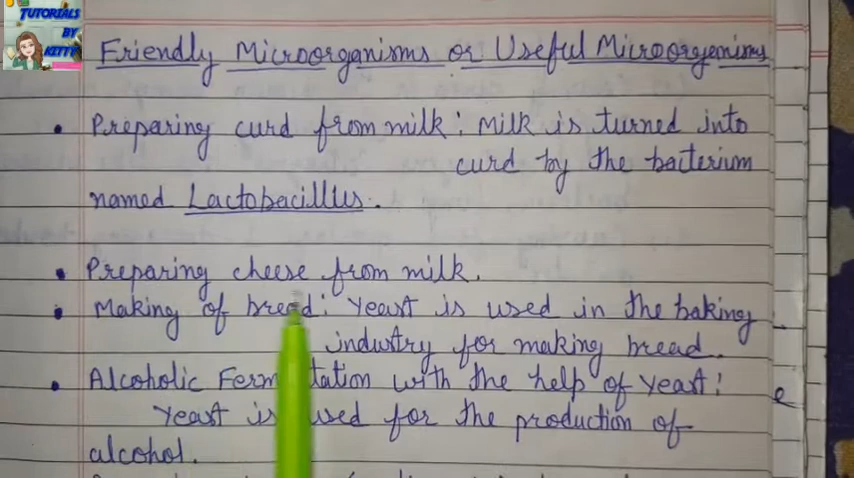 TUTORIALS
BY
KITTY
Friendly Microorganisms or Useful Microorganisms
• Preparing curd from milk: Milk is turned into
curd by the bacterium
named Lactobacillus.
• Preparing cheese from milk.
• Making of bread: Yeast is used in the baking
industry for making bread.
• Alcoholic Fermentation with the help of Yeast:
Yeast is used for the production of
alcohol.